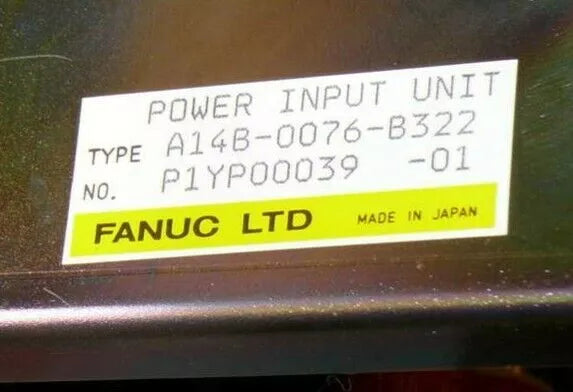 POWER INPUT UNIT
TYPE A14B-0076-B322
NO. P1YP00039 -01
FANUC LTD MADE IN JAPAN